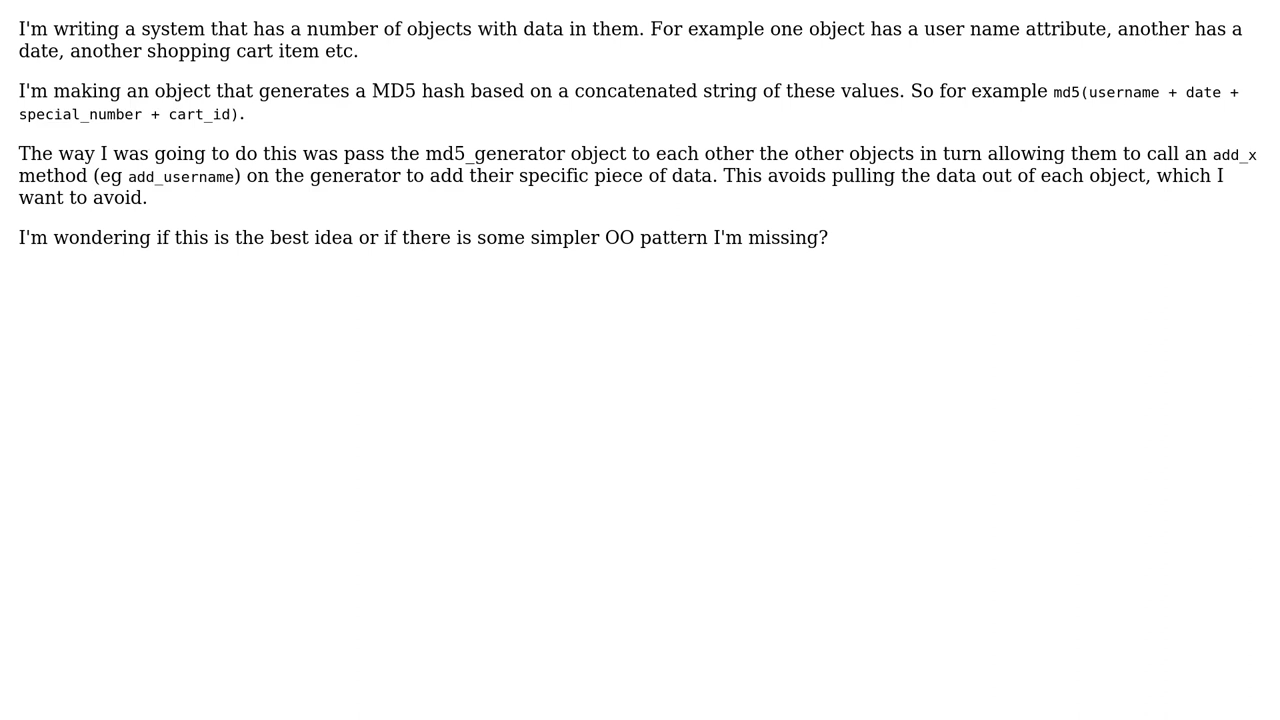 I'm writing a system that has a number of objects with data in them. For example one object has a user name attribute, another has a
date, another shopping cart item etc.
I'm making an object that generates a MD5 hash based on a concatenated string of these values. So for example md5(username + date +
special_number + cart_id).
The way I was going to do this was pass the md5_generator object to each other the other objects in turn allowing them to call an add_x
method (eg add_username) on the generator to add their specific piece of data. This avoids pulling the data out of each object, which I
want to avoid.
I'm wondering if this is the best idea or if there is some simpler OO pattern I'm missing?